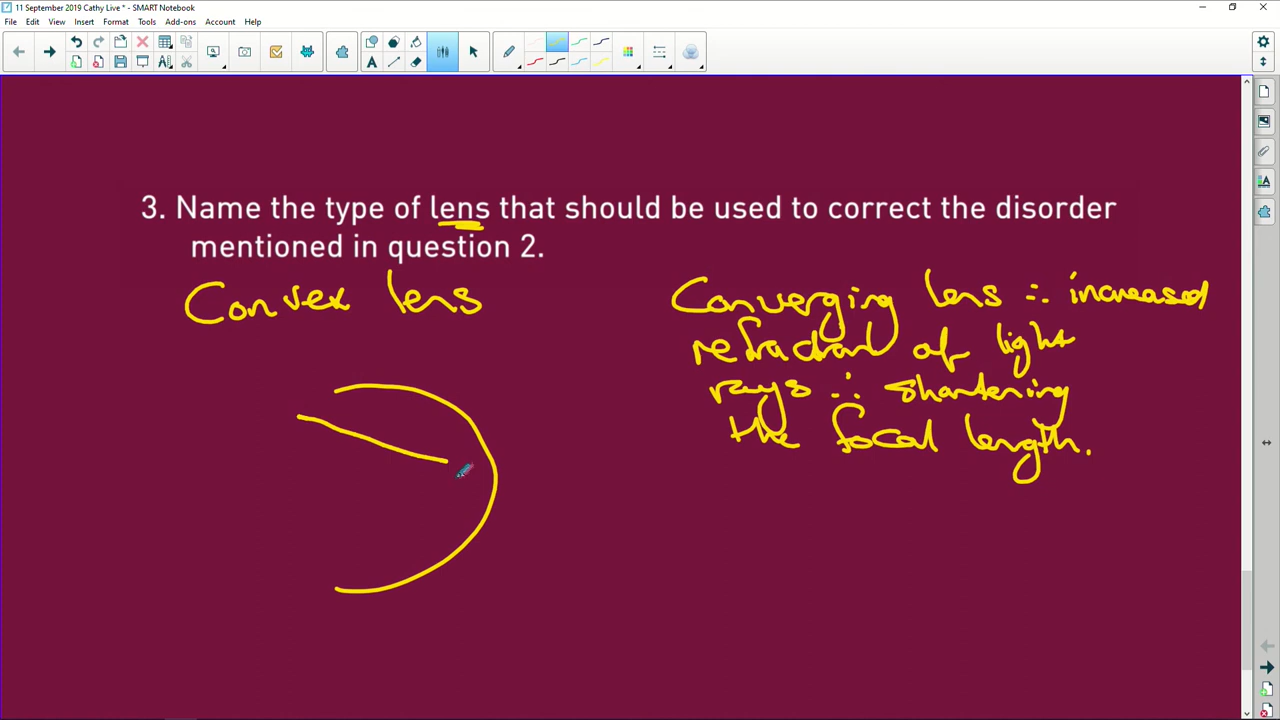 11 September 2019 Cathy Live * - SMART Notebook
File Edit View Insert Format Tools Add-ons Account Help
3. Name the type of lens that should be used to correct the disorder
mentioned in question 2.
Convex lens
Converging lens ∴ increased
refraction of light
rays ∴ shortening
the focal length.